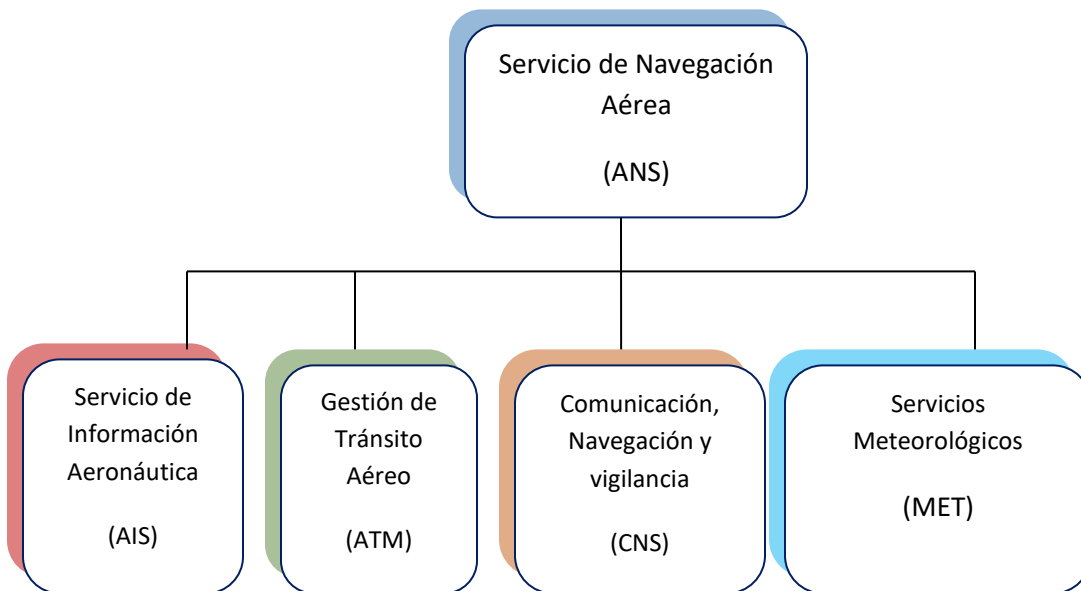 Servicio de Navegación
Aérea
(ANS)
Servicio de
Información
Aeronáutica
(AIS)
Gestión de
Tránsito
Aéreo
(ATM)
Comunicación,
Navegación y
vigilancia
(CNS)
Servicios
Meteorológicos
(MET)